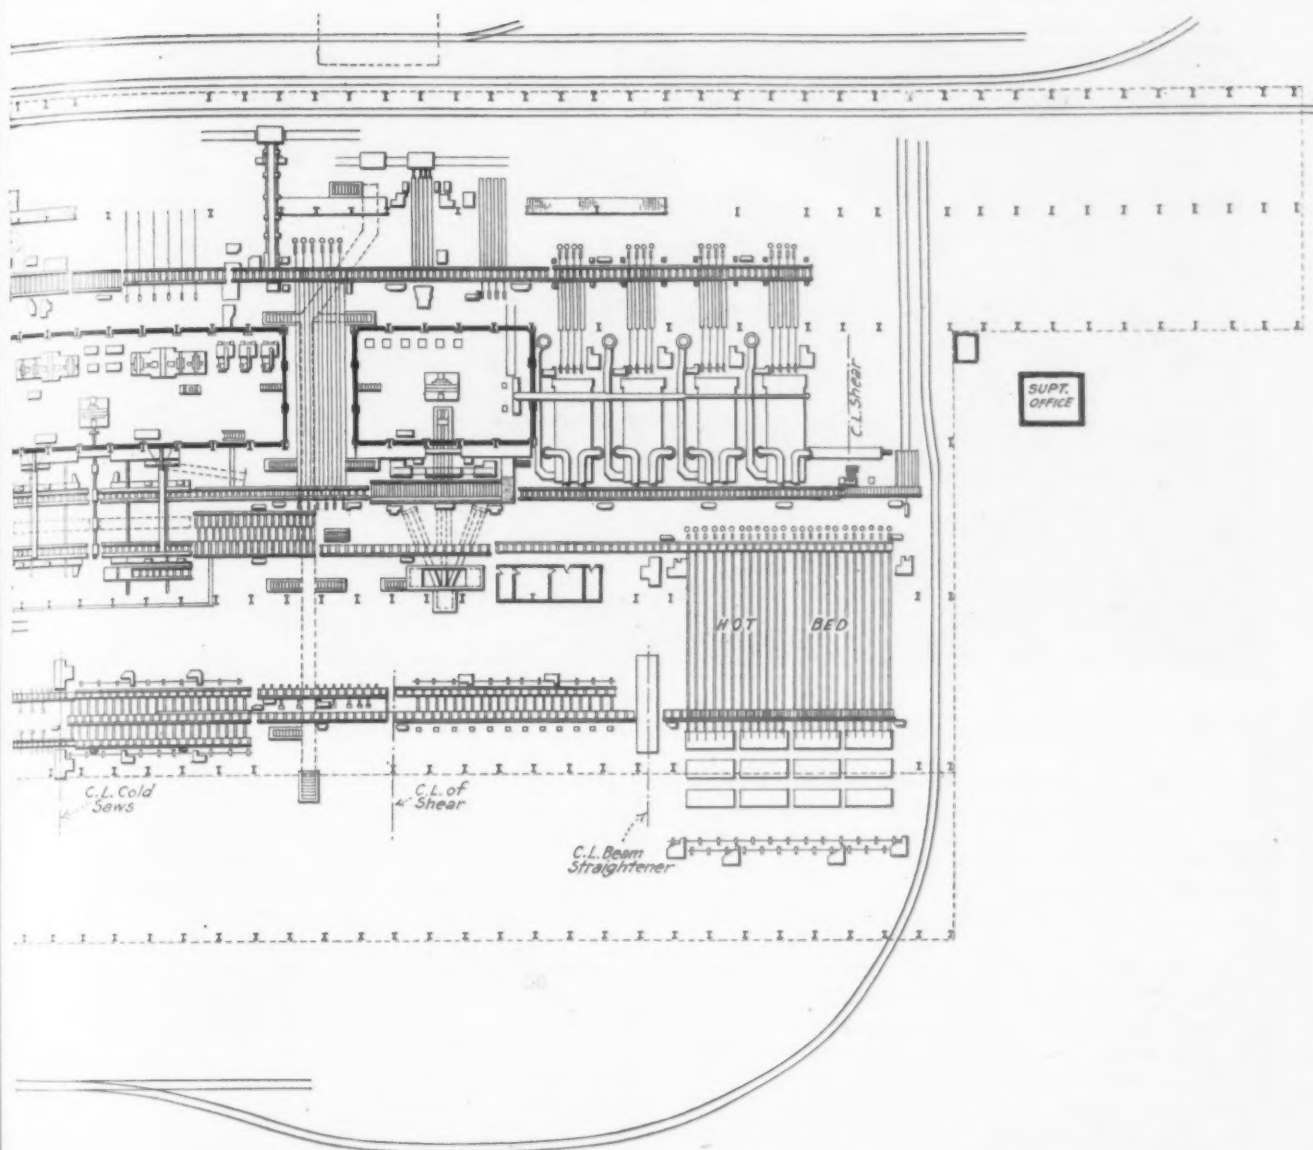 SUPT.
OFFICE
C.L. Shear
HOT BED
C.L. Cold
Saws
C.L. of
Shear
C.L. Beam
Straightener